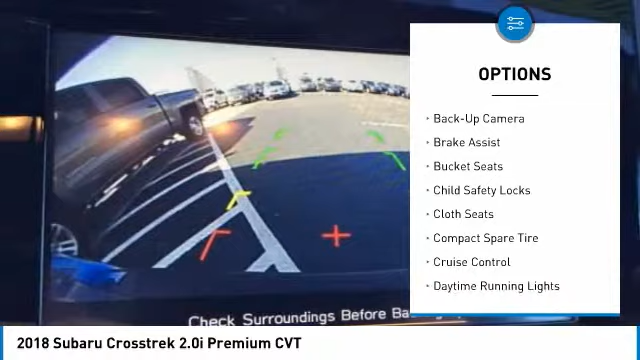 OPTIONS
· Back-Up Camera
· Brake Assist
· Bucket Seats
· Child Safety Locks
· Cloth Seats
· Compact Spare Tire
· Cruise Control
· Daytime Running Lights
Check Surroundings Before
2018 Subaru Crosstrek 2.0i Premium CVT